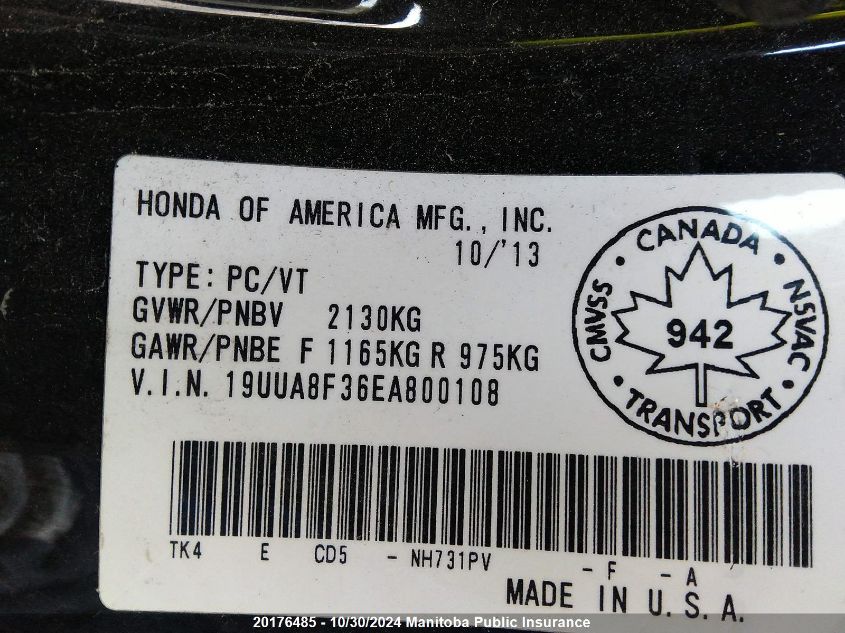 HONDA OF AMERICA MFG., INC.
10/'13
TYPE: PC/VT
GVWR/PNBV 2130KG
GAWR/PNBE F 1165KG R 975KG
V.I.N. 19UUA8F36EA800108
CANADA
CMVSS
NSVAC
942
TRANSPORT
TK4 E CD5 - NH731PV - F - A
MADE IN U.S.A.
20176485 - 10/30/2024 Manitoba Public Insurance